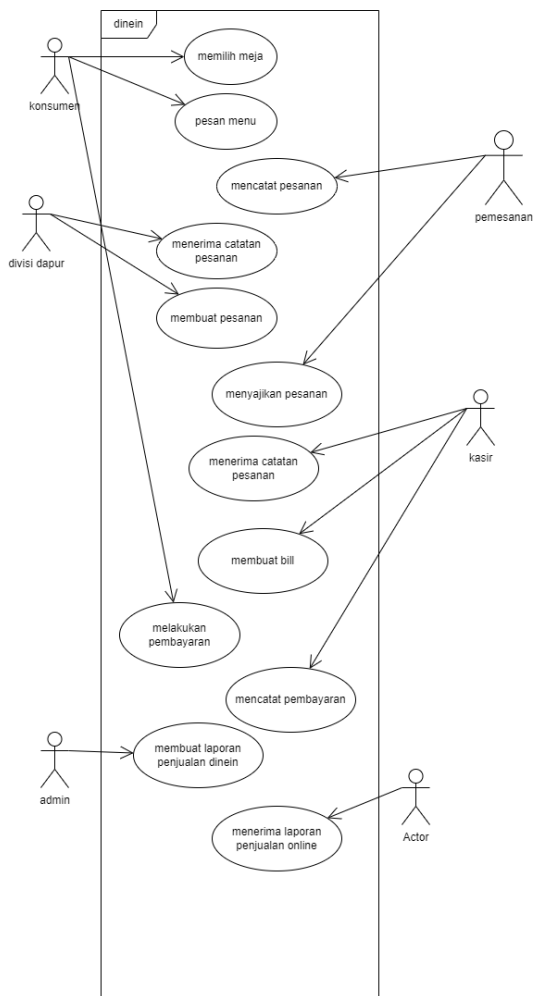 dinein
memilih meja
konsumen
pesan menu
mencatat pesanan
pemesanan
divisi dapur
menerima catatan
pesanan
membuat pesanan
menyajikan pesanan
kasir
menerima catatan
pesanan
membuat bill
melakukan
pembayaran
mencatat pembayaran
membuat laporan
penjualan dinein
admin
menerima laporan
penjualan online
Actor